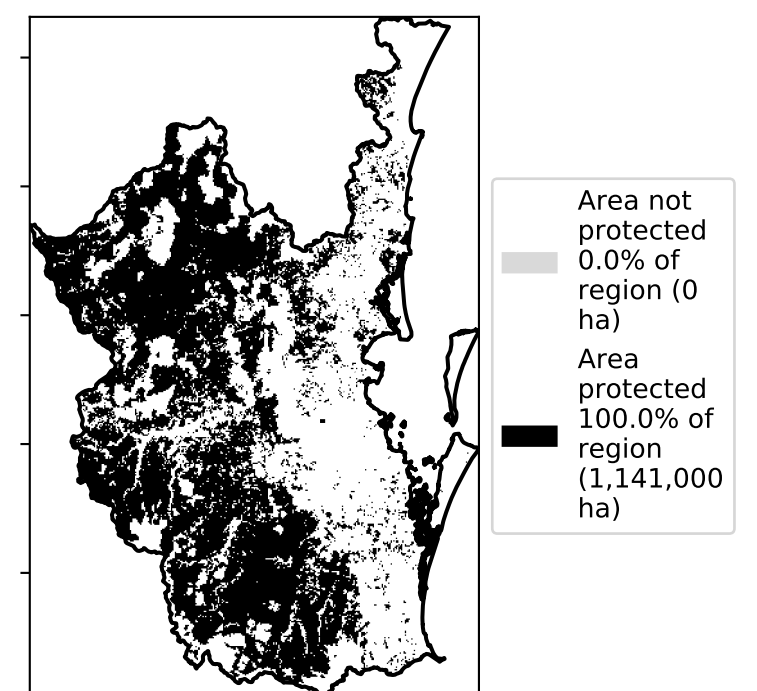 Area not
protected
0.0% of
region (0
ha)
Area
protected
100.0% of
region
(1,141,000
ha)